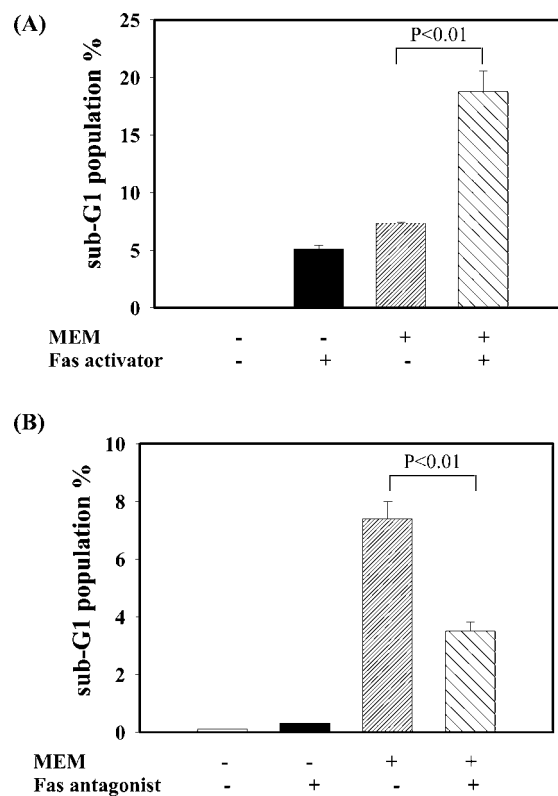 (A)
sub-G1 population %
25
20
15
10
5
0
P<0.01
MEM - - + +
Fas activator - + - +
(B)
sub-G1 population %
10
8
6
4
2
0
P<0.01
MEM - - + +
Fas antagonist - + - +